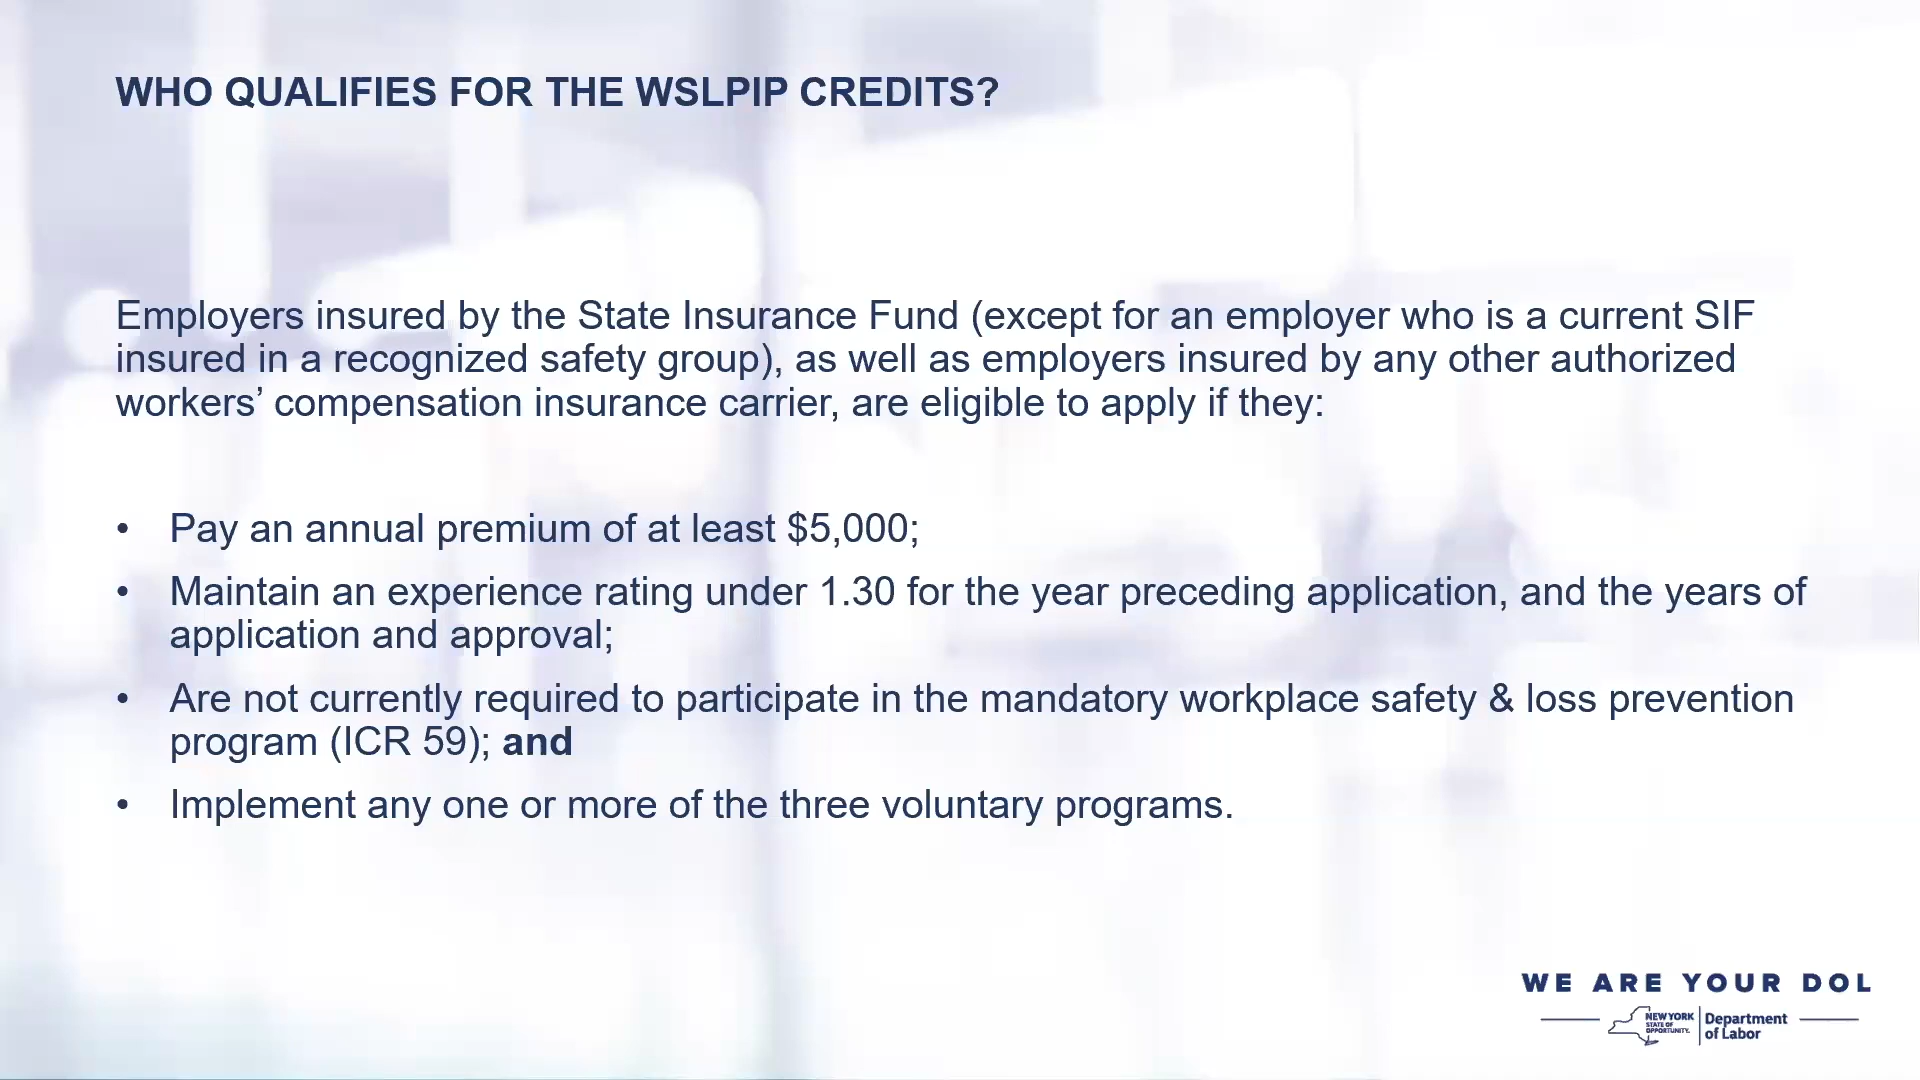 WHO QUALIFIES FOR THE WSLPIP CREDITS?
Employers insured by the State Insurance Fund (except for an employer who is a current SIF
insured in a recognized safety group), as well as employers insured by any other authorized
workers’ compensation insurance carrier, are eligible to apply if they:
• Pay an annual premium of at least $5,000;
• Maintain an experience rating under 1.30 for the year preceding application, and the years of
application and approval;
• Are not currently required to participate in the mandatory workplace safety & loss prevention
program (ICR 59); and
• Implement any one or more of the three voluntary programs.
WE ARE YOUR DOL
NEW YORK
STATE OF
OPPORTUNITY.
Department
of Labor